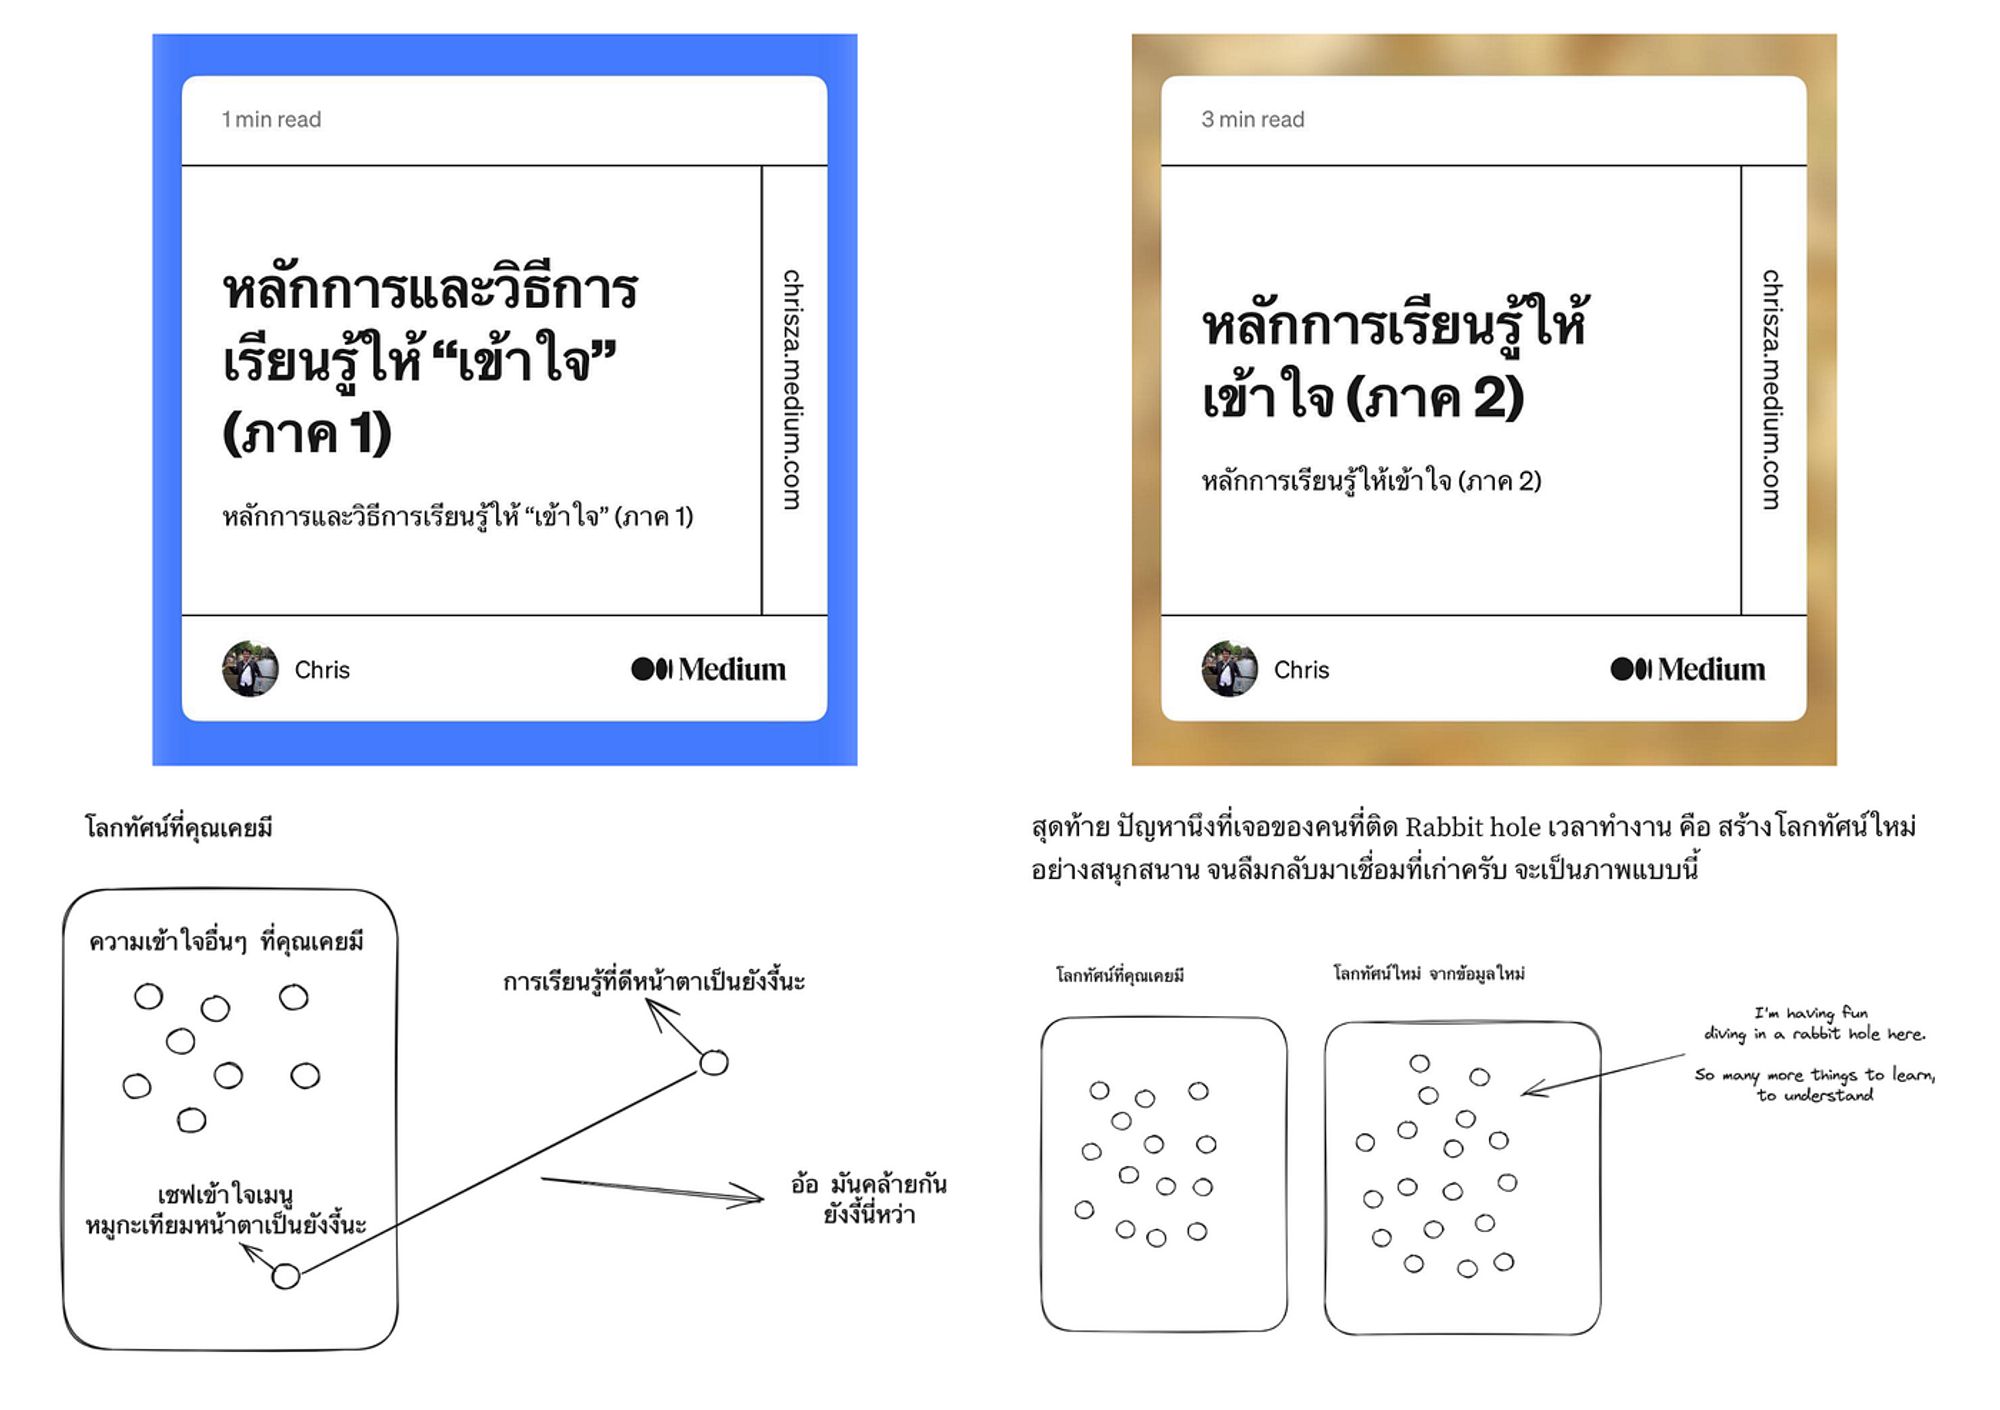 1 min read
หลักการและวิธีการ
เรียนรู้ให้ “เข้าใจ”
(ภาค 1)
หลักการและวิธีการเรียนรู้ให้ “เข้าใจ” (ภาค 1)
chrisza.medium.com
Chris
Medium
3 min read
หลักการเรียนรู้ให้
เข้าใจ (ภาค 2)
หลักการเรียนรู้ให้เข้าใจ (ภาค 2)
chrisza.medium.com
Chris
Medium
โลกทัศน์ที่คุณเคยมี
ความเข้าใจอื่นๆ ที่คุณเคยมี
การเรียนรู้ที่ดีหน้าตาเป็นยังงี้นะ
เชฟเข้าใจเมนู
หมูกะเทียมหน้าตาเป็นยังงี้นะ
อ้อ มันคล้ายกัน
ยังงี้นี่หว่า
สุดท้าย ปัญหานึงที่เจอของคนที่ติด Rabbit hole เวลาทำงาน คือ สร้างโลกทัศน์ใหม่
อย่างสนุกสนาน จนลืมกลับมาเชื่อมที่เก่าครับ จะเป็นภาพแบบนี้
โลกทัศน์ที่คุณเคยมี
โลกทัศน์ใหม่ จากข้อมูลใหม่
I'm having fun
diving in a rabbit hole here.
So many more things to learn,
to understand